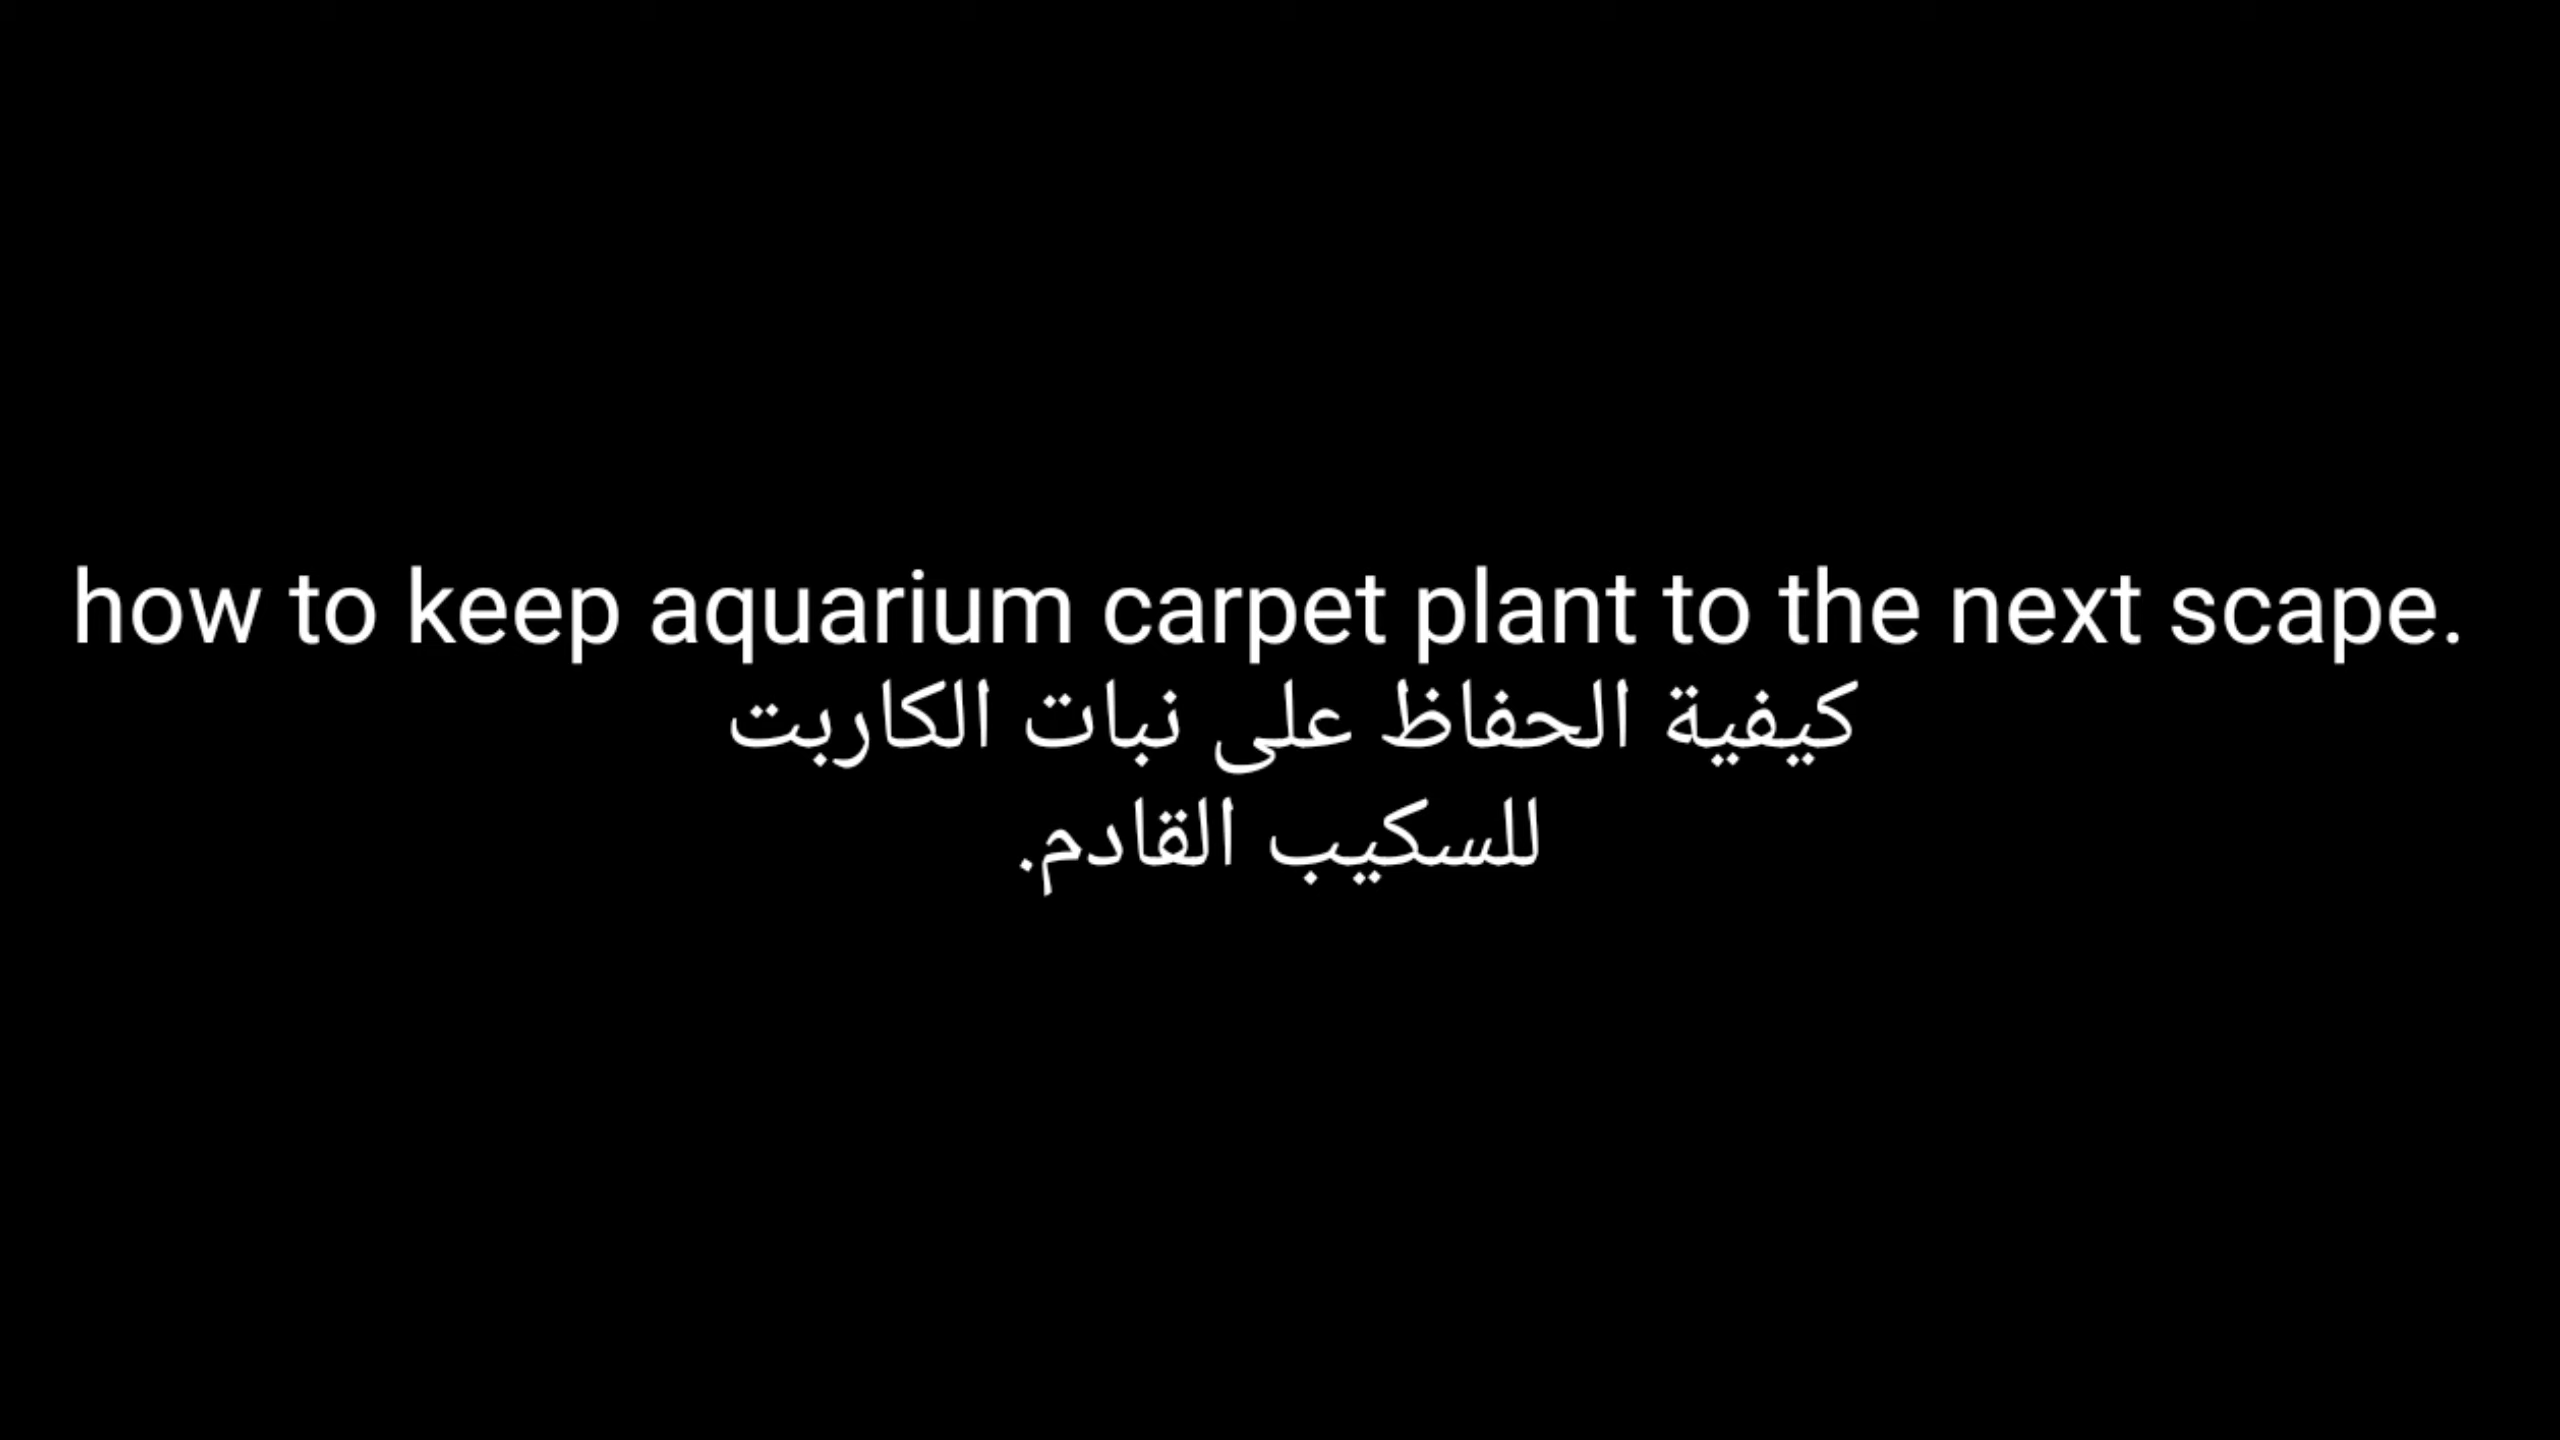 how to keep aquarium carpet plant to the next scape.
كيفية الحفاظ على نبات الكاربت
للسكيب القادم.